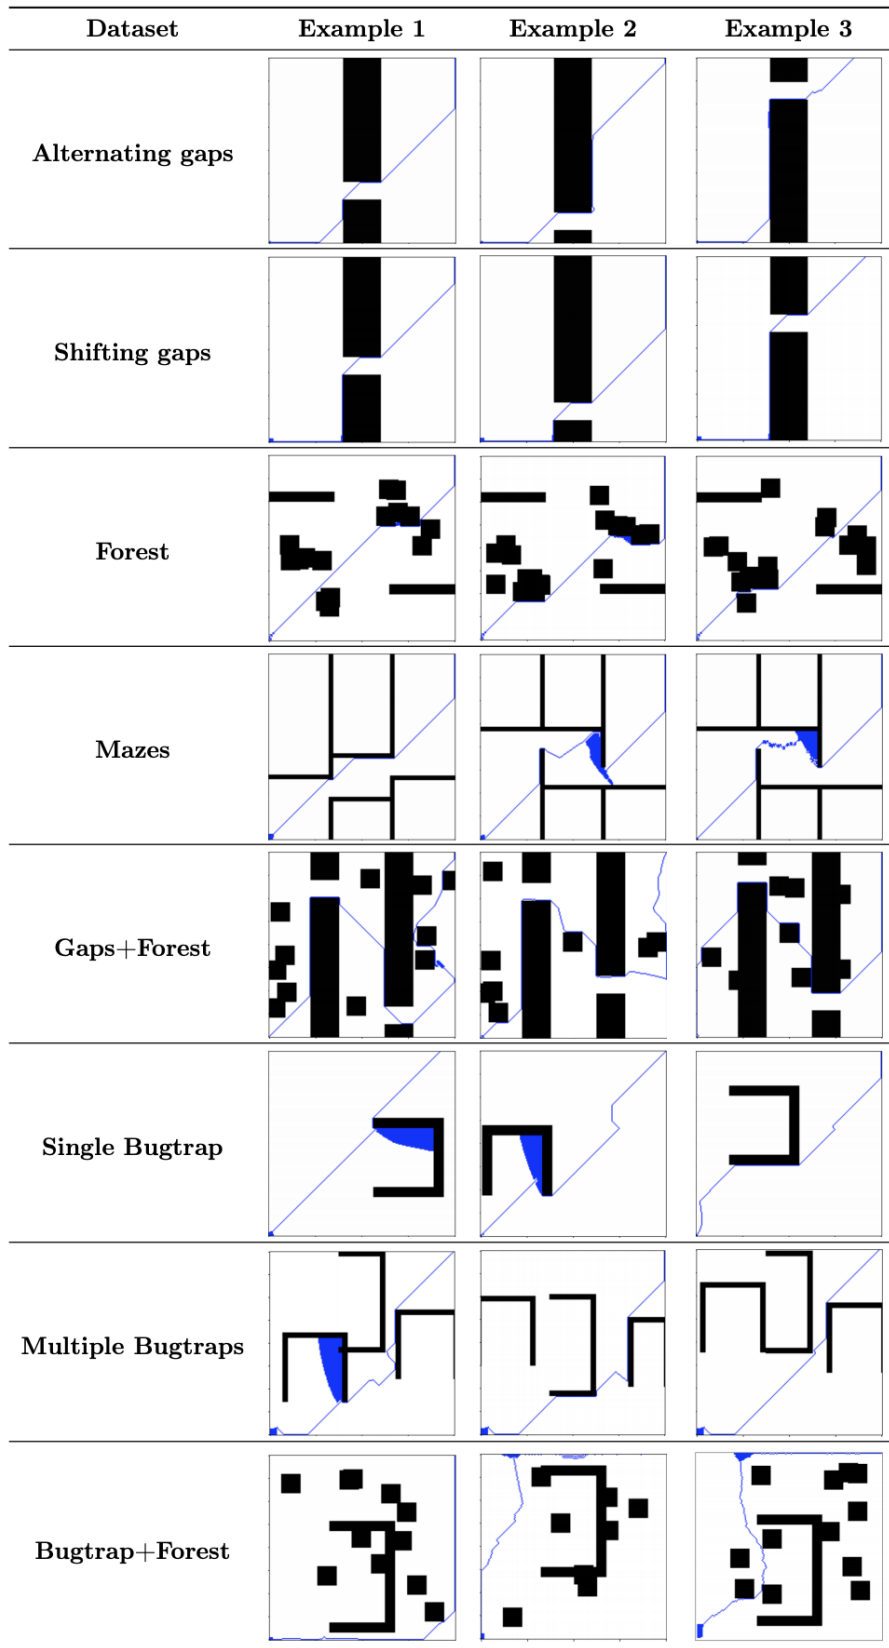 Dataset Example 1 Example 2 Example 3
Alternating gaps
Shifting gaps
Forest
Mazes
Gaps+Forest
Single Bugtrap
Multiple Bugtraps
Bugtrap+Forest